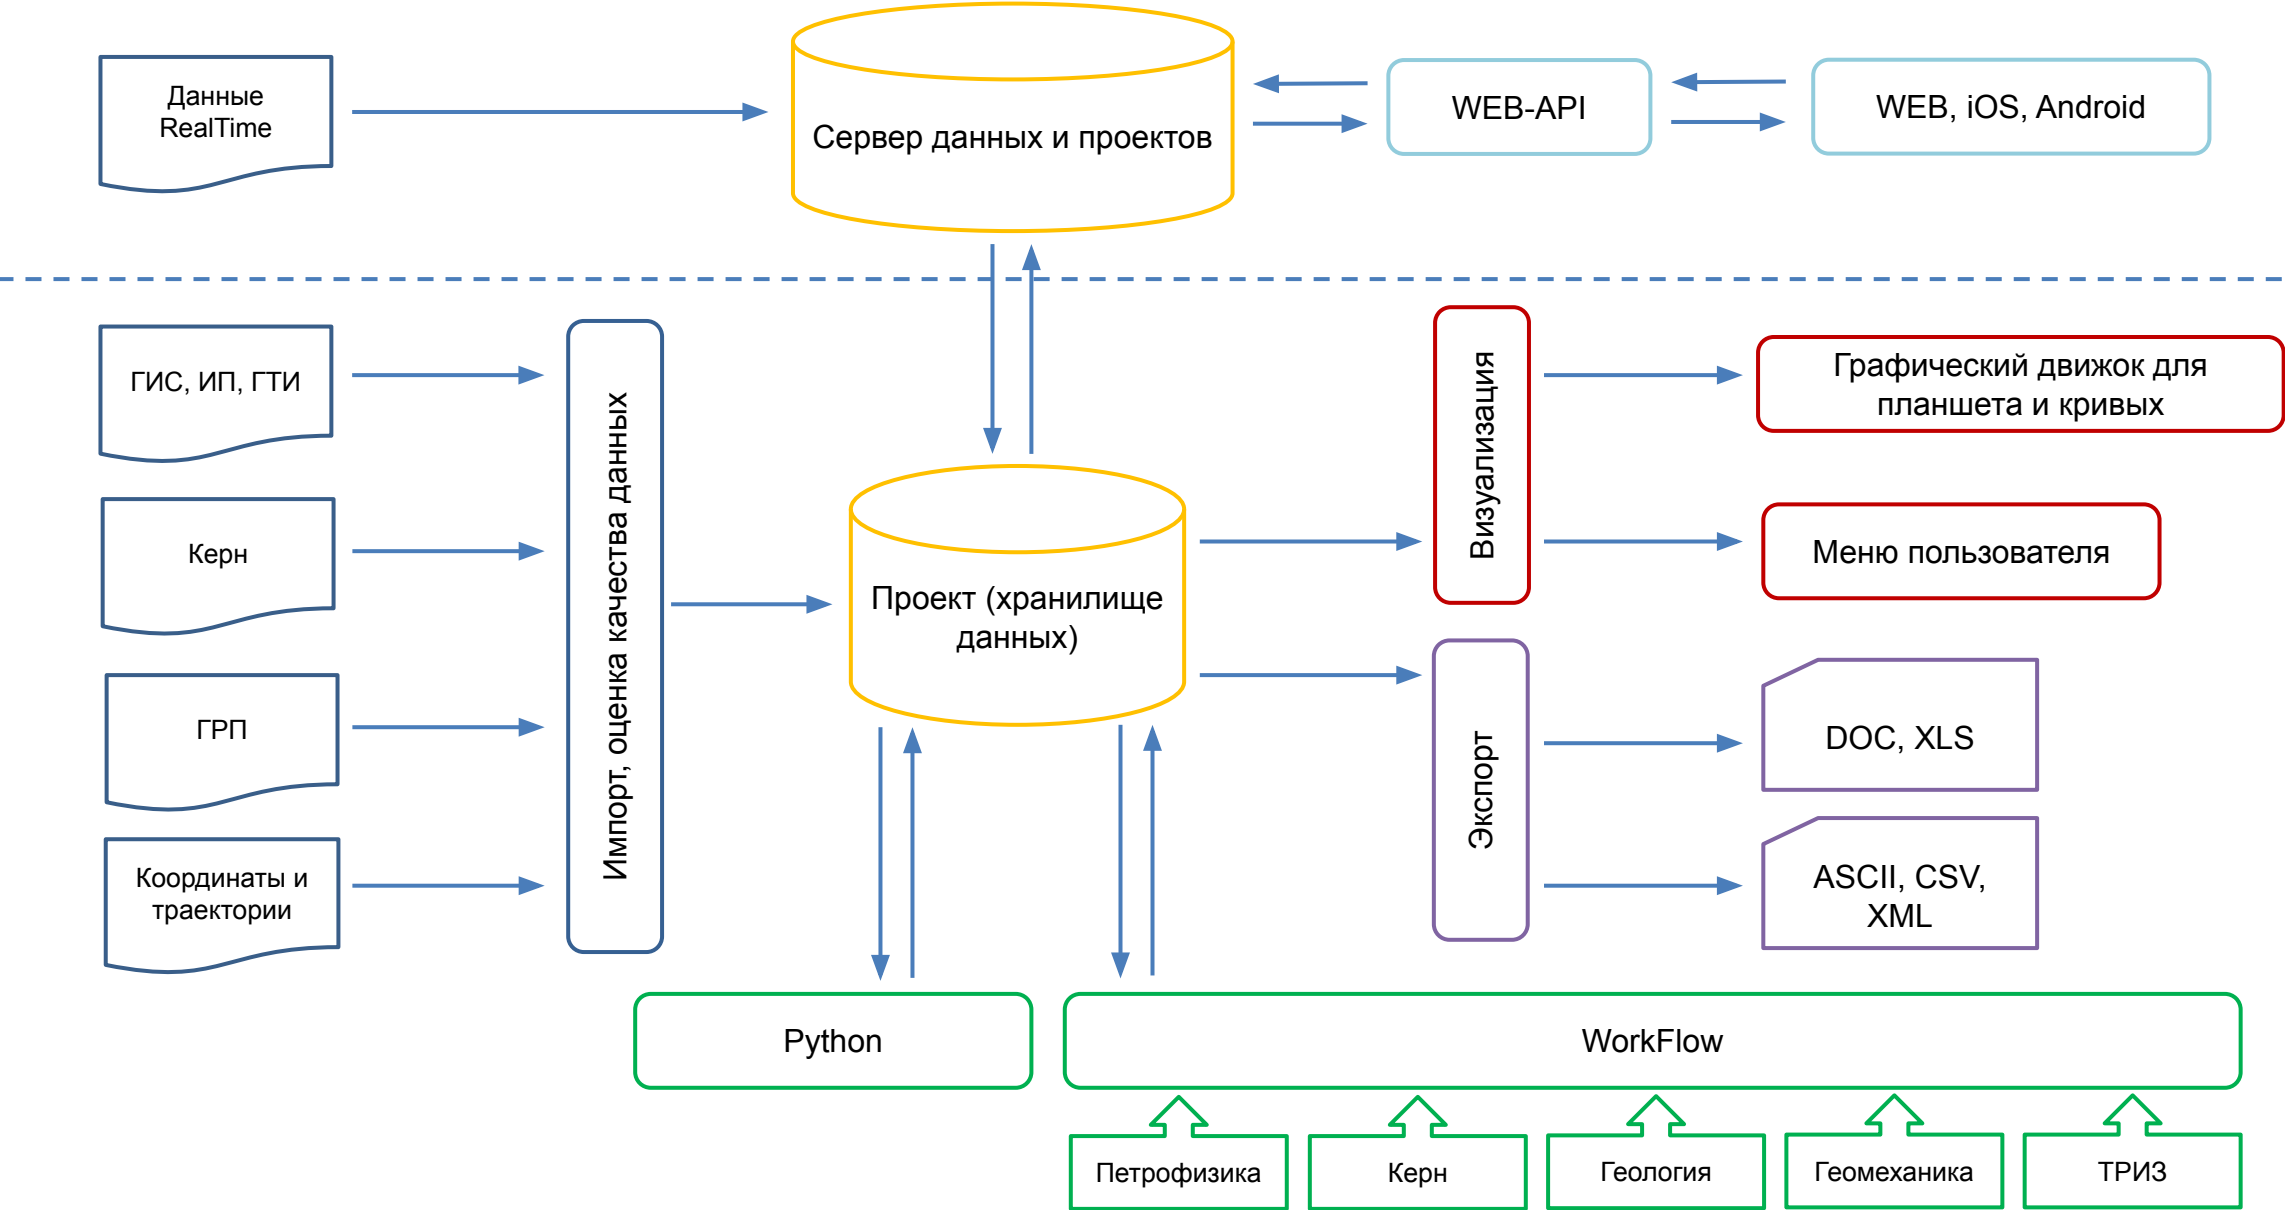 Данные
RealTime
Сервер данных и проектов
WEB-API
WEB, iOS, Android
ГИС, ИП, ГТИ
Керн
ГРП
Координаты и
траектории
Импорт, оценка качества данных
Проект (хранилище
данных)
Визуализация
Графический движок для
планшета и кривых
Меню пользователя
Экспорт
DOC, XLS
ASCII, CSV,
XML
Python
WorkFlow
Петрофизика
Керн
Геология
Геомеханика
ТРИЗ